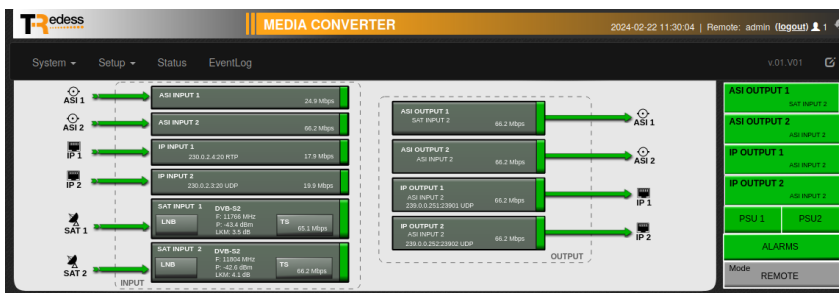 TRedess
MEDIA CONVERTER
2024-02-22 11:30:04 | Remote: admin (logout) 1
System Setup Status EventLog
v.01.V01
ASI 1
ASI INPUT 1
24.9 Mbps
ASI 2
ASI INPUT 2
66.2 Mbps
IP 1
IP INPUT 1
230.0.2.4:20 RTP 17.9 Mbps
IP 2
IP INPUT 2
230.0.2.3:20 UDP 19.9 Mbps
SAT 1
SAT INPUT 1 DVB-S2
LNB
F: 11766 MHz
P: -43.4 dBm
LKM: 3.5 dB
TS
65.1 Mbps
SAT 2
SAT INPUT 2 DVB-S2
LNB
F: 11804 MHz
P: -42.6 dBm
LKM: 4.1 dB
TS
66.2 Mbps
INPUT
ASI OUTPUT 1
SAT INPUT 2
66.2 Mbps
ASI 1
ASI OUTPUT 2
ASI INPUT 2
66.2 Mbps
ASI 2
IP OUTPUT 1
ASI INPUT 2
239.0.0.251:23901 UDP
66.2 Mbps
IP 1
IP OUTPUT 2
ASI INPUT 2
239.0.0.252:23902 UDP
66.2 Mbps
IP 2
OUTPUT
ASI OUTPUT 1
SAT INPUT 2
ASI OUTPUT 2
ASI INPUT 2
IP OUTPUT 1
ASI INPUT 2
IP OUTPUT 2
ASI INPUT 2
PSU 1 PSU2
ALARMS
Mode
REMOTE